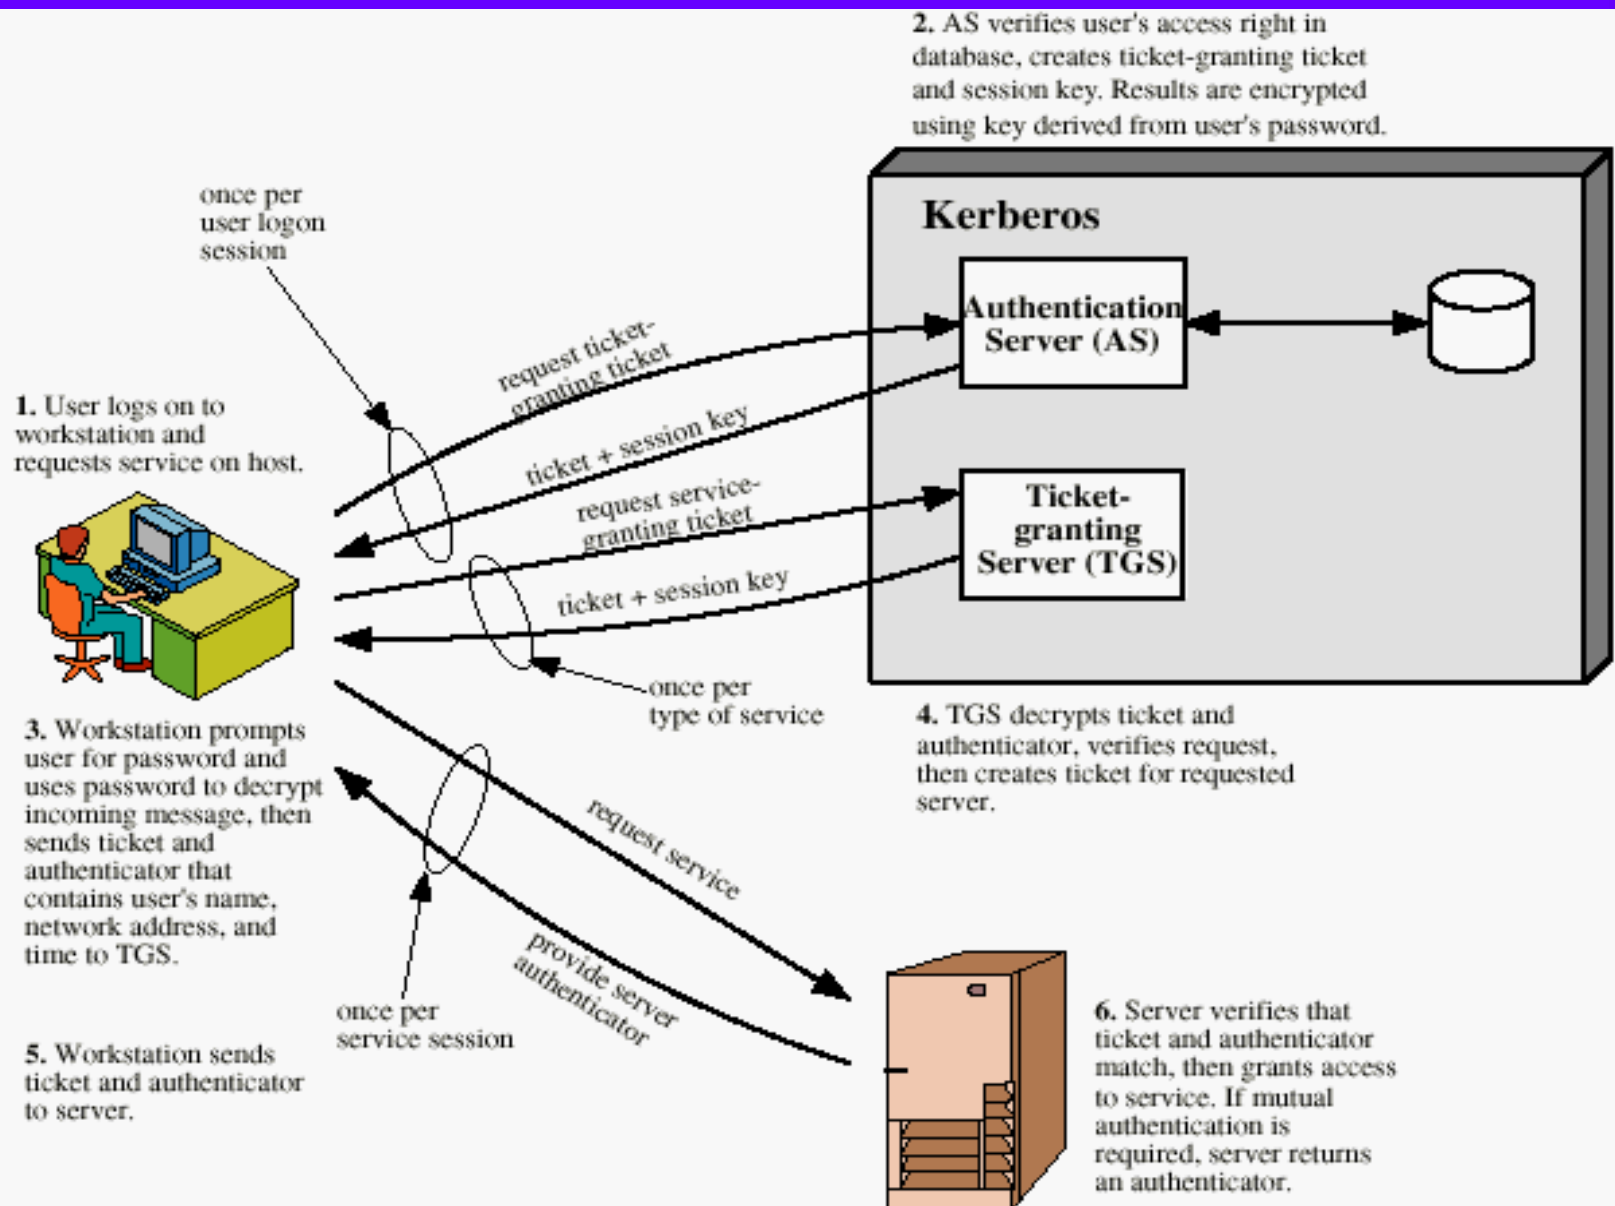 2. AS verifies user's access right in
database, creates ticket-granting ticket
and session key. Results are encrypted
using key derived from user's password.
once per
user logon
session
Kerberos
Authentication
Server (AS)
request ticket-
granting ticket
1. User logs on to
workstation and
requests service on host.
ticket + session key
request service-
granting ticket
Ticket-
granting
Server (TGS)
ticket + session key
once per
type of service
3. Workstation prompts
user for password and
uses password to decrypt
incoming message, then
sends ticket and
authenticator that
contains user's name,
network address, and
time to TGS.
4. TGS decrypts ticket and
authenticator, verifies request,
then creates ticket for requested
server.
request service
provide server
authenticator
once per
service session
5. Workstation sends
ticket and authenticator
to server.
6. Server verifies that
ticket and authenticator
match, then grants access
to service. If mutual
authentication is
required, server returns
an authenticator.